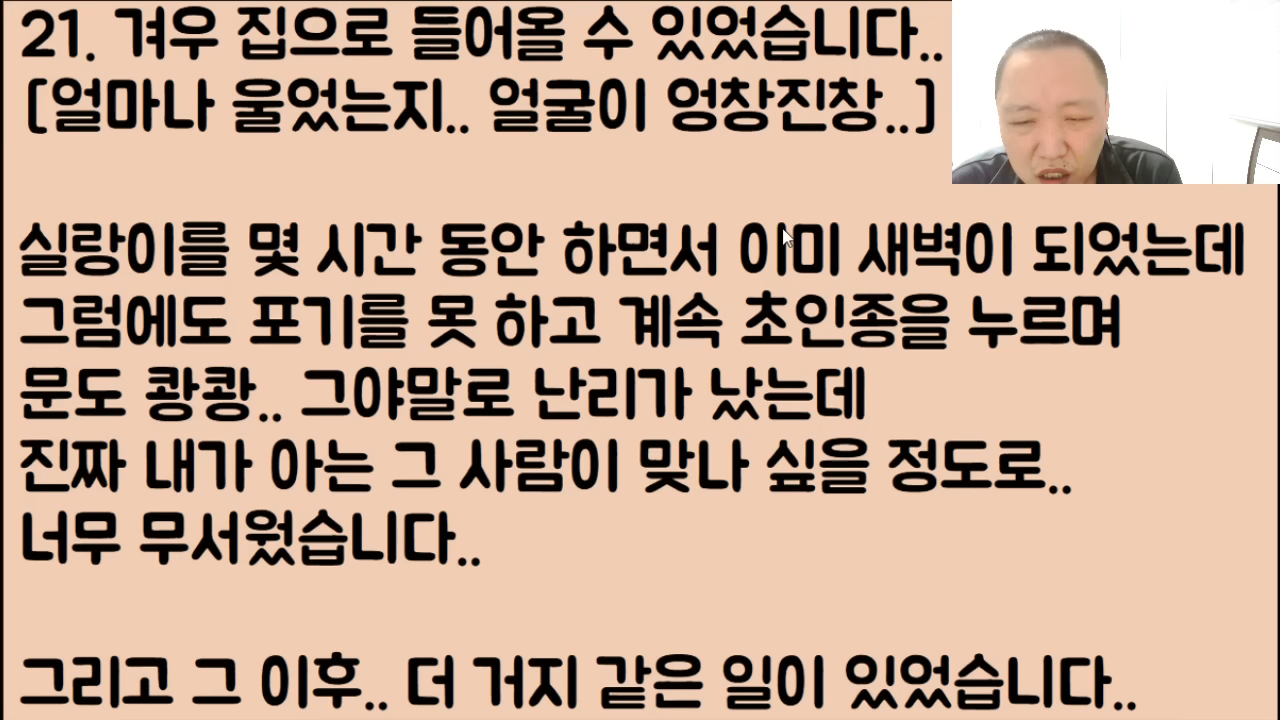 21. 겨우 집으로 들어올 수 있었습니다..
[얼마나 울었는지.. 얼굴이 엉창진창..]
실랑이를 몇 시간 동안 하면서 이미 새벽이 되었는데
그럼에도 포기를 못 하고 계속 초인종을 누르며
문도 쾅쾅.. 그야말로 난리가 났는데
진짜 내가 아는 그 사람이 맞나 싶을 정도로..
너무 무서웠습니다..
그리고 그 이후.. 더 거지 같은 일이 있었습니다..